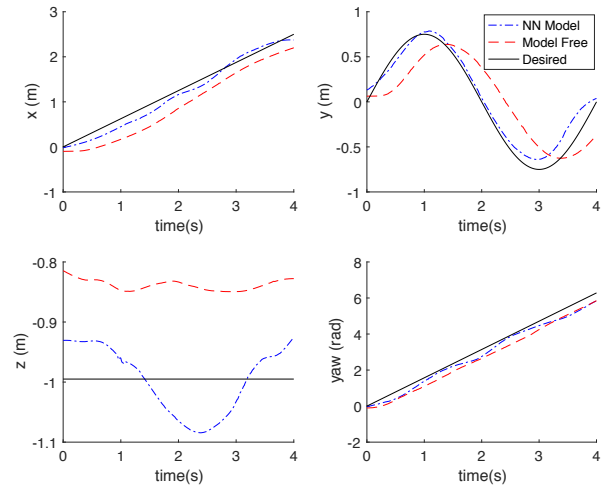 3
2
1
0
-1
x (m)
0 1 2 3 4
time(s)
1
0.5
0
-0.5
-1
y (m)
0 1 2 3 4
time(s)
NN Model
Model Free
Desired
-0.8
-0.9
-1
-1.1
z (m)
0 1 2 3 4
time(s)
8
6
4
2
0
-2
yaw (rad)
0 1 2 3 4
time(s)